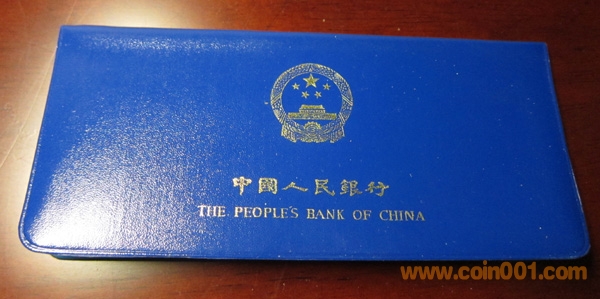 中國人民銀行
THE PEOPLE'S BANK OF CHINA
www.coin001.com